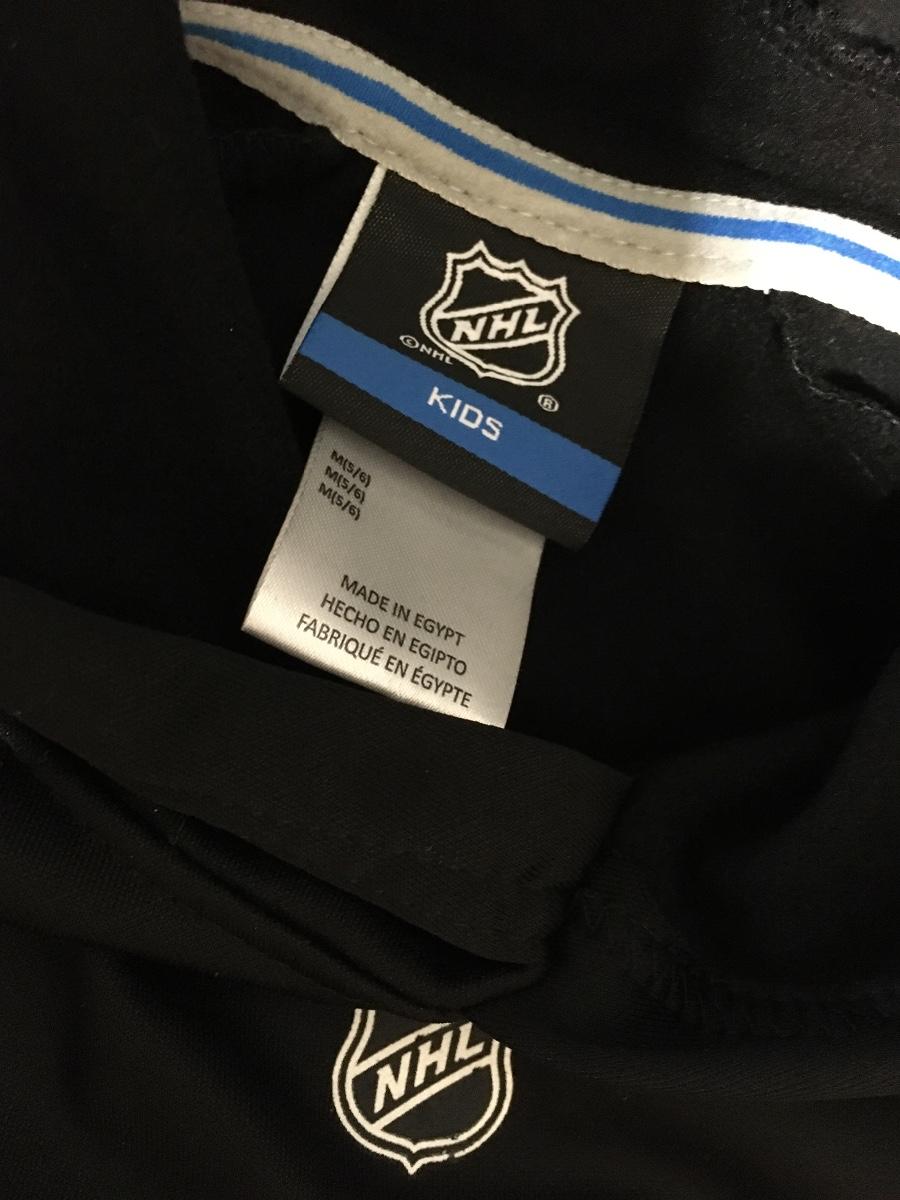 NHL
©NHL
®
KIDS
M(5/6)
M(5/6)
M(5/6)
MADE IN EGYPT
HECHO EN EGIPTO
FABRIQUÉ EN ÉGYPTE
NHL